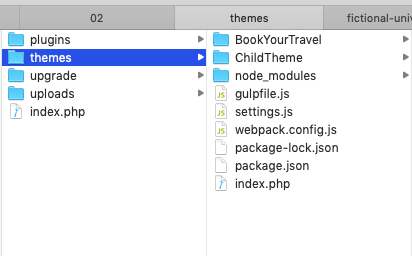 02
themes
fictional-univ
plugins
themes
upgrade
uploads
index.php
BookYourTravel
ChildTheme
node_modules
gulpfile.js
settings.js
webpack.config.js
package-lock.json
package.json
index.php